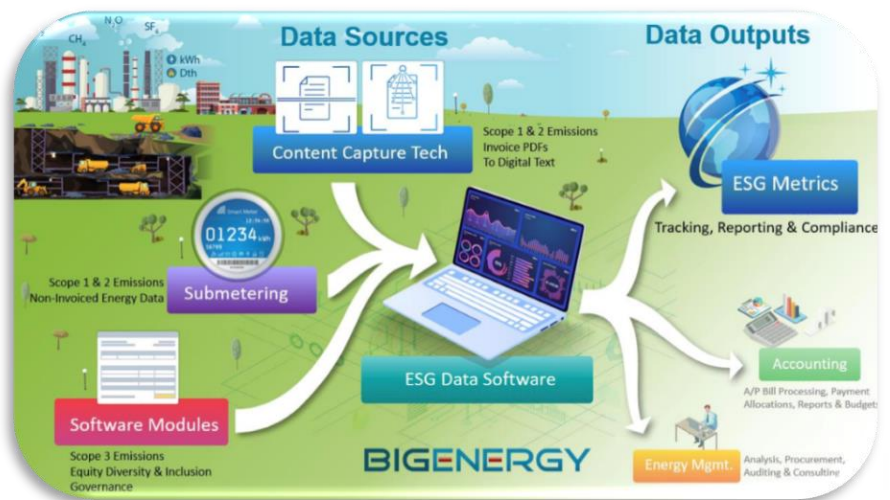 N₂O
SF₆
CH₄
kWh
Dth
Data Sources
Data Outputs
Content Capture Tech
Scope 1 & 2 Emissions
Invoice PDFs
To Digital Text
ESG Metrics
Tracking, Reporting & Compliance
Smart Meter
01234 kWh
Scope 1 & 2 Emissions
Non-Invoiced Energy Data
Submetering
ESG Data Software
Accounting
A/P Bill Processing, Payment
Allocations, Reports & Budget
Software Modules
Scope 3 Emissions
Equity Diversity & Inclusion
Governance
BIGENERGY
Energy Mgmt.
Analysis, Procurement,
Auditing & Consulting